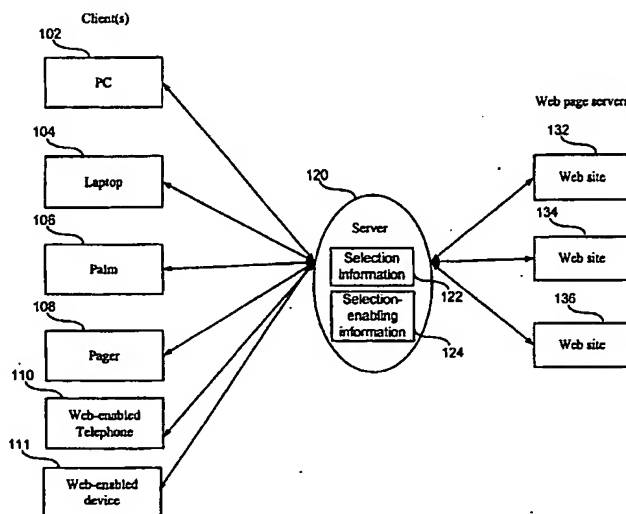 Client(s)
102
PC
104
Laptop
106
Palm
108
Pager
110
Web-enabled
Telephone
111
Web-enabled
device
120
Server
Selection
Information
122
Selection-
enabling
information
124
Web page servers
132
Web site
134
Web site
136
Web site